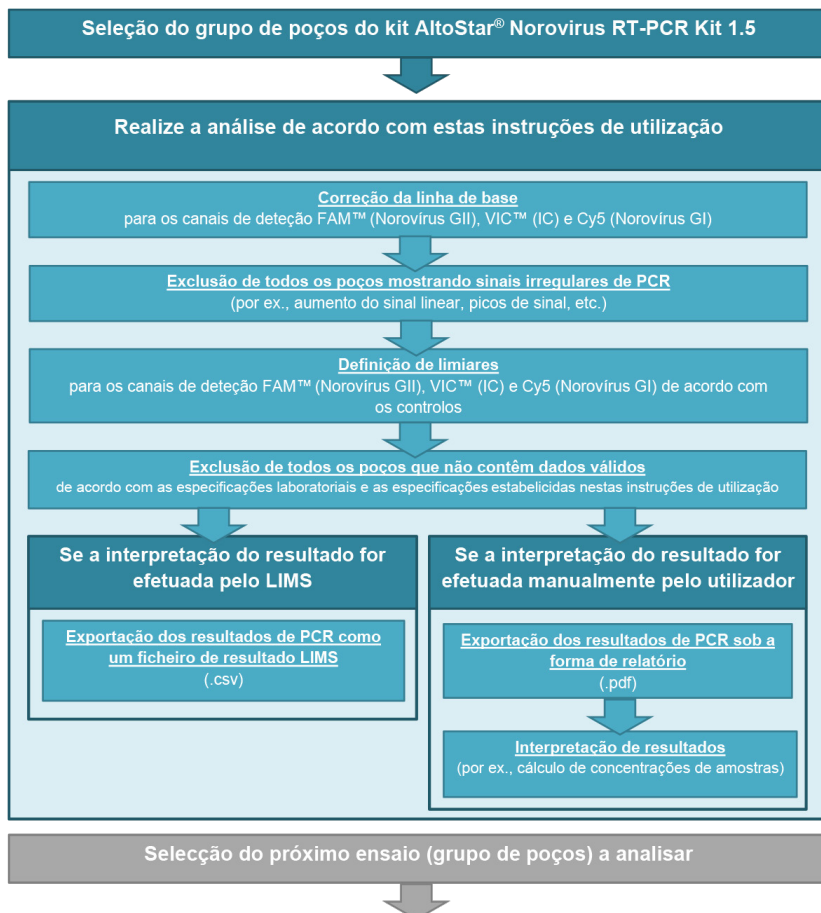 Seleção do grupo de poços do kit AltoStar® Norovirus RT-PCR Kit 1.5
Realize a análise de acordo com estas instruções de utilização
Correção da linha de base
para os canais de deteção FAM™ (Norovírus GII), VIC™ (IC) e Cy5 (Norovírus GI)
Exclusão de todos os poços mostrando sinais irregulares de PCR
(por ex., aumento do sinal linear, picos de sinal, etc.)
Definição de limiares
para os canais de deteção FAM™ (Norovírus GII), VIC™ (IC) e Cy5 (Norovírus GI) de acordo com
os controlos
Exclusão de todos os poços que não contêm dados válidos
de acordo com as especificações laboratoriais e as especificações estabelecidas nestas instruções de utilização
Se a interpretação do resultado for
efetuada pelo LIMS
Exportação dos resultados de PCR como
um ficheiro de resultado LIMS
(.csv)
Se a interpretação do resultado for
efetuada manualmente pelo utilizador
Exportação dos resultados de PCR sob a
forma de relatório
(.pdf)
Interpretação de resultados
(por ex., cálculo de concentrações de amostras)
Selecção do próximo ensaio (grupo de poços) a analisar